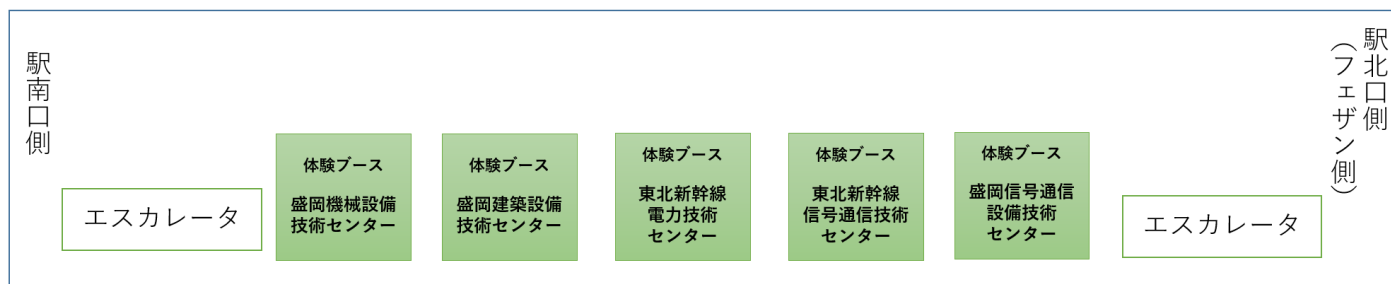 駅南口側
エスカレータ
体験ブース
盛岡機械設備
技術センター
体験ブース
盛岡建築設備
技術センター
体験ブース
東北新幹線
電力技術
センター
体験ブース
東北新幹線
信号通信技術
センター
体験ブース
盛岡信号通信
設備技術
センター
エスカレータ
駅北口側
（フェザン側）